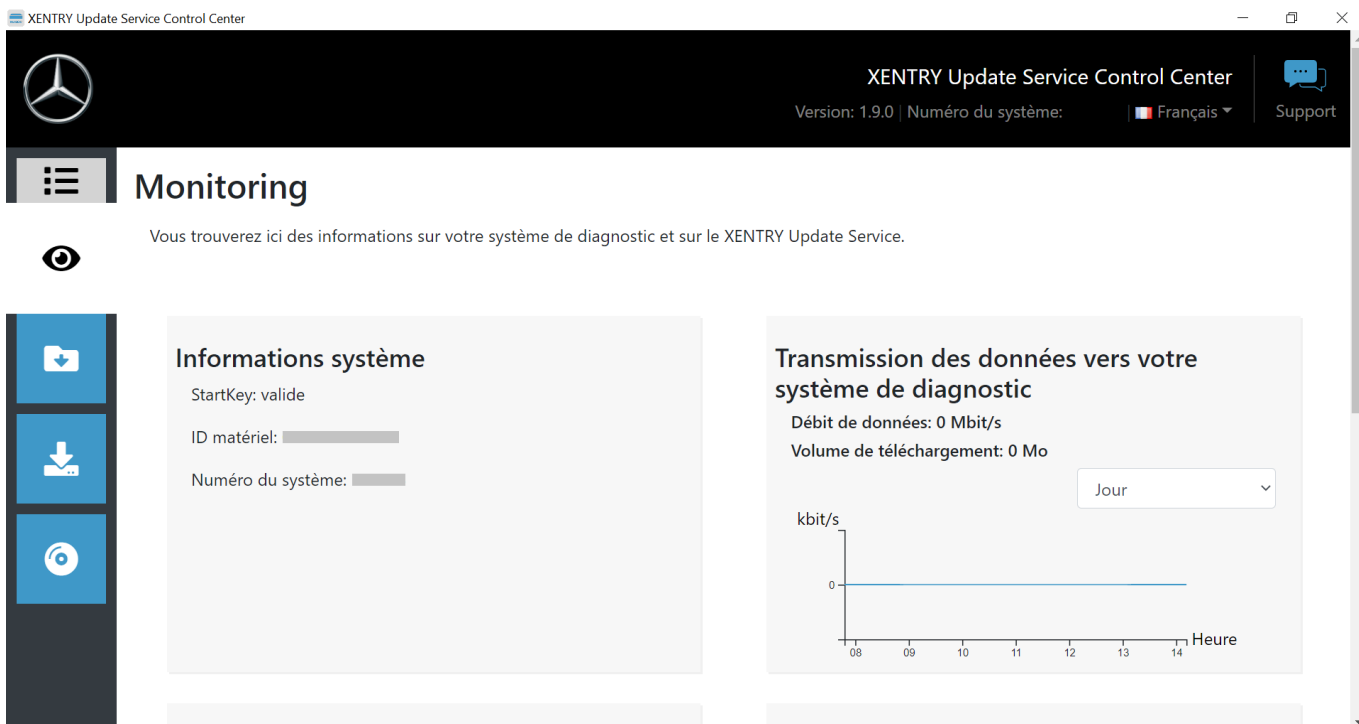 XENTRY Update Service Control Center
XENTRY Update Service Control Center
Version: 1.9.0 | Numéro du système: | Français
Support
Monitoring
Vous trouverez ici des informations sur votre système de diagnostic et sur le XENTRY Update Service.
Informations système
StartKey: valide
ID matériel:
Numéro du système:
Transmission des données vers votre
système de diagnostic
Débit de données: 0 Mbit/s
Volume de téléchargement: 0 Mo
Jour
kbit/s
0
Heure
08 09 10 11 12 13 14